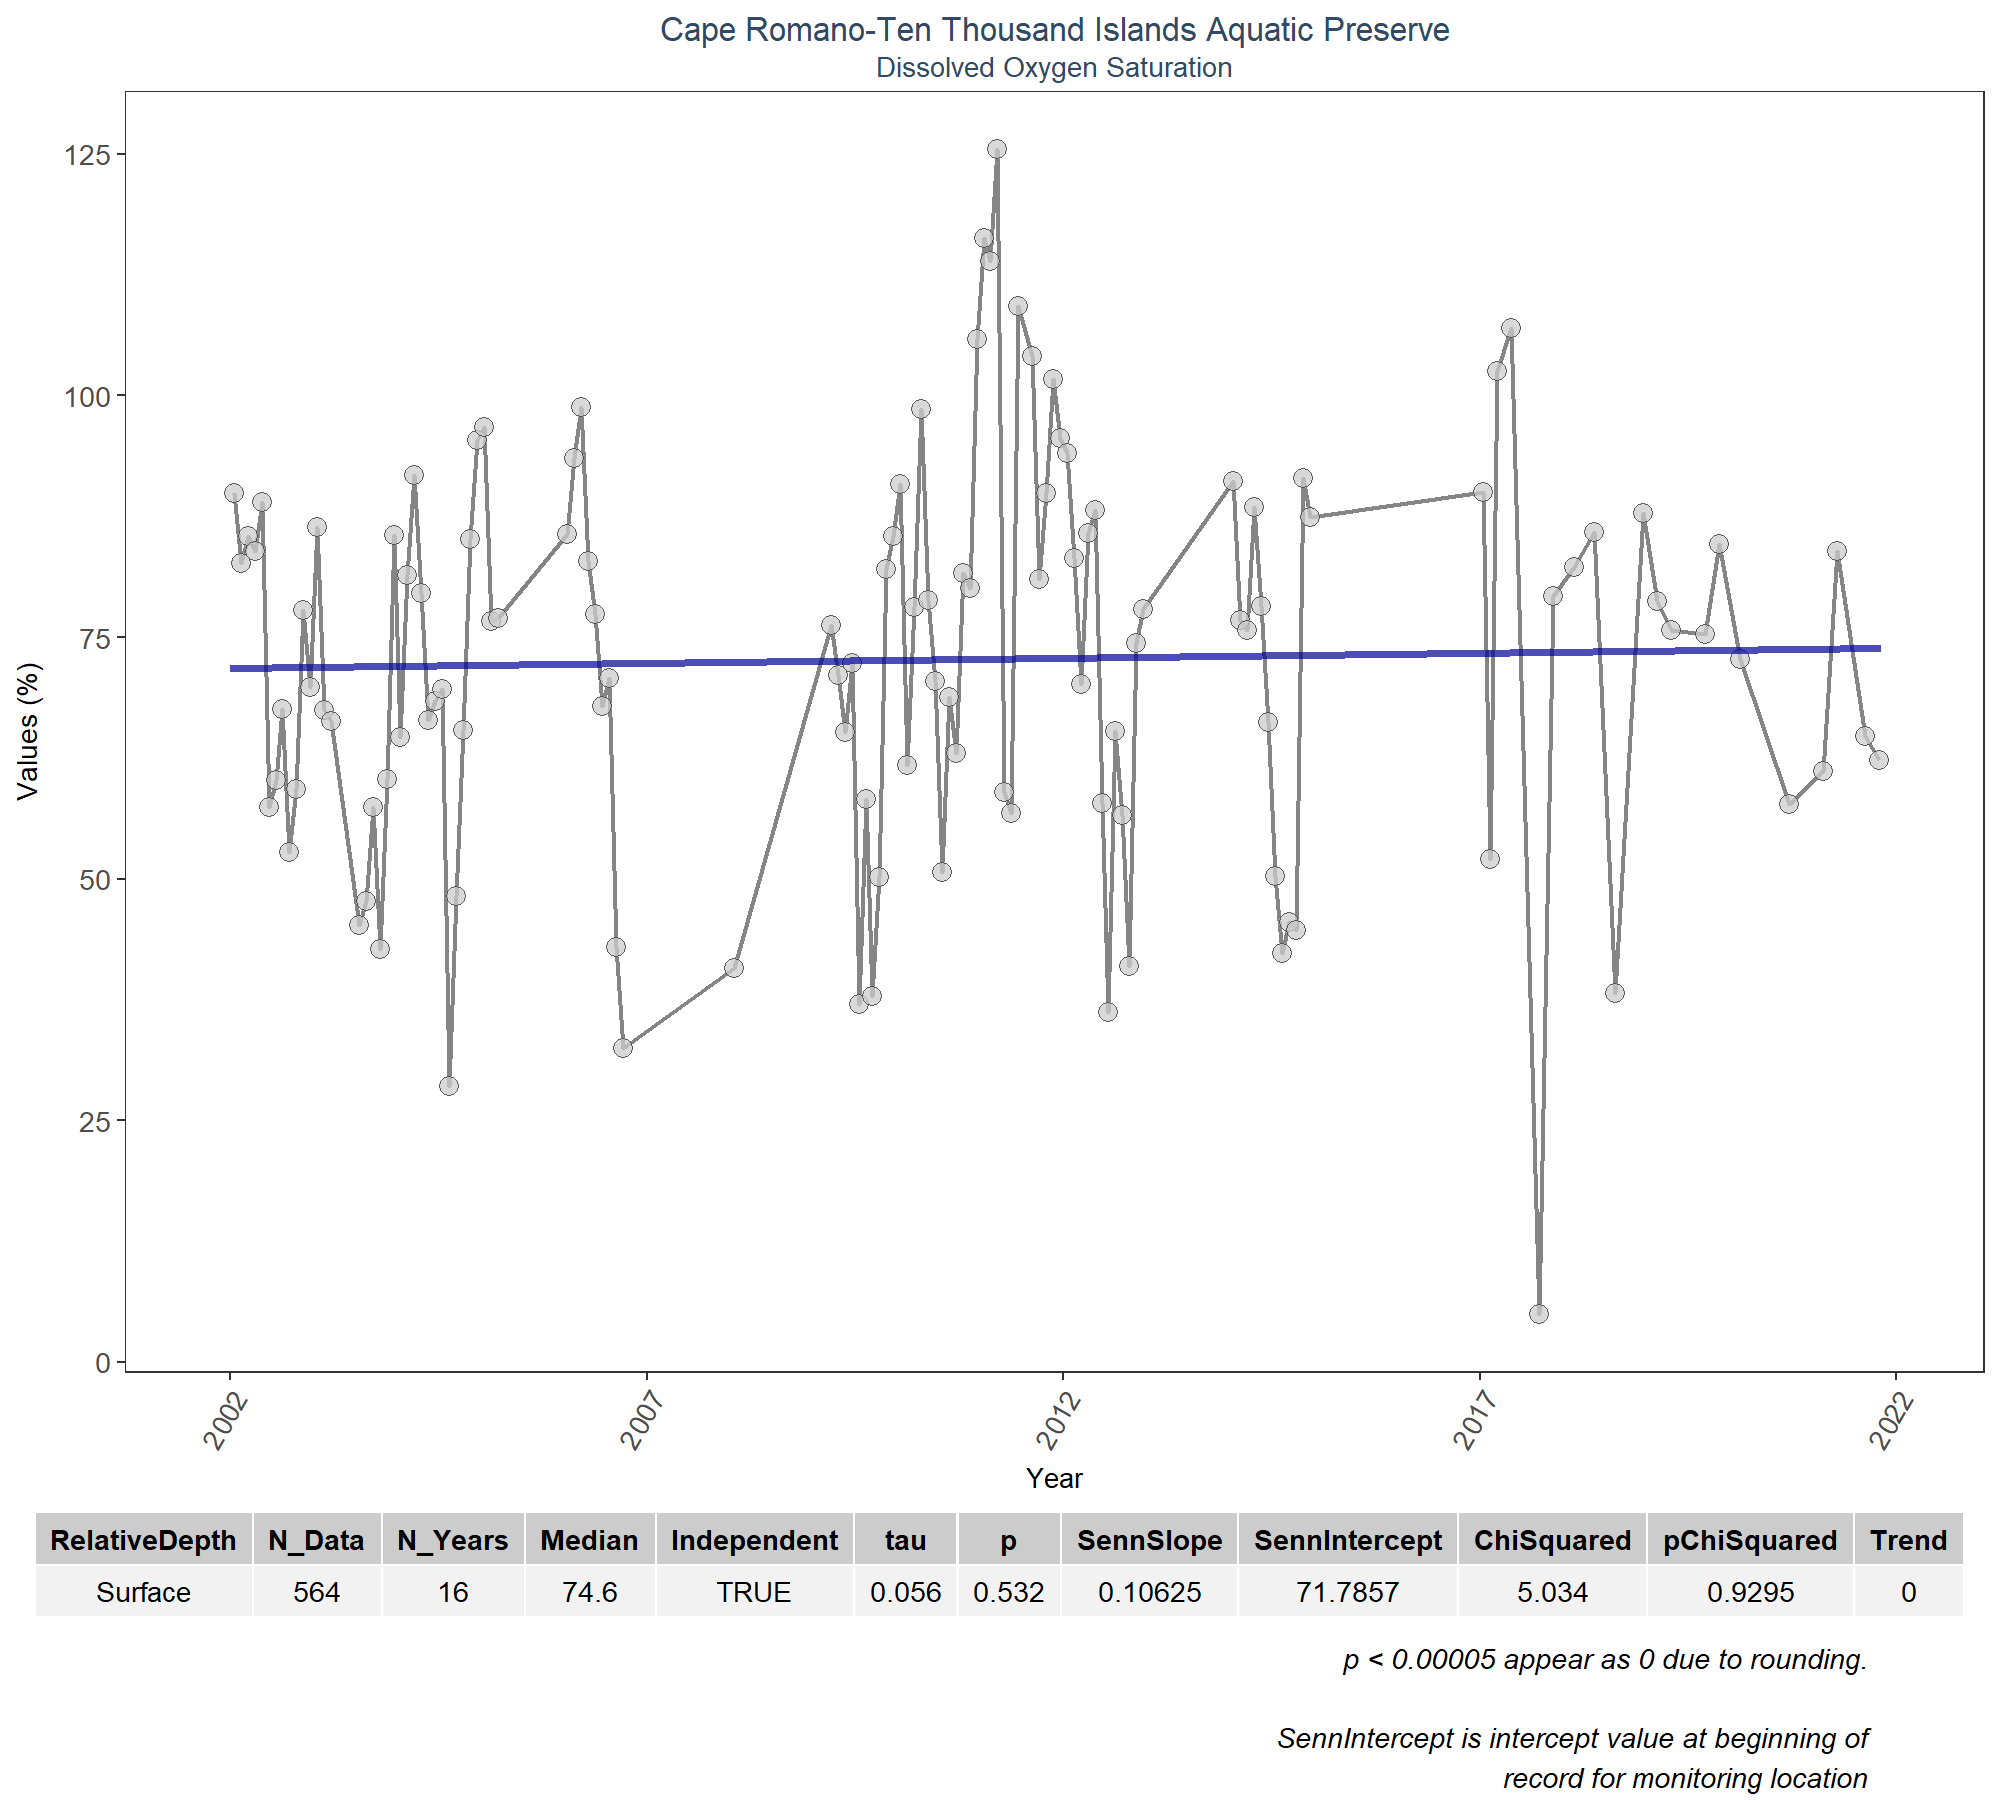 Cape Romano-Ten Thousand Islands Aquatic Preserve
Dissolved Oxygen Saturation
Values (%)
125
100
75
50
25
0
2002
2007
2012
2017
2022
Year
RelativeDepth N_Data N_Years Median Independent tau p SennSlope SennIntercept ChiSquared pChiSquared Trend
Surface 564 16 74.6 TRUE 0.056 0.532 0.10625 71.7857 5.034 0.9295 0
p < 0.00005 appear as 0 due to rounding.
SennIntercept is intercept value at beginning of
record for monitoring location